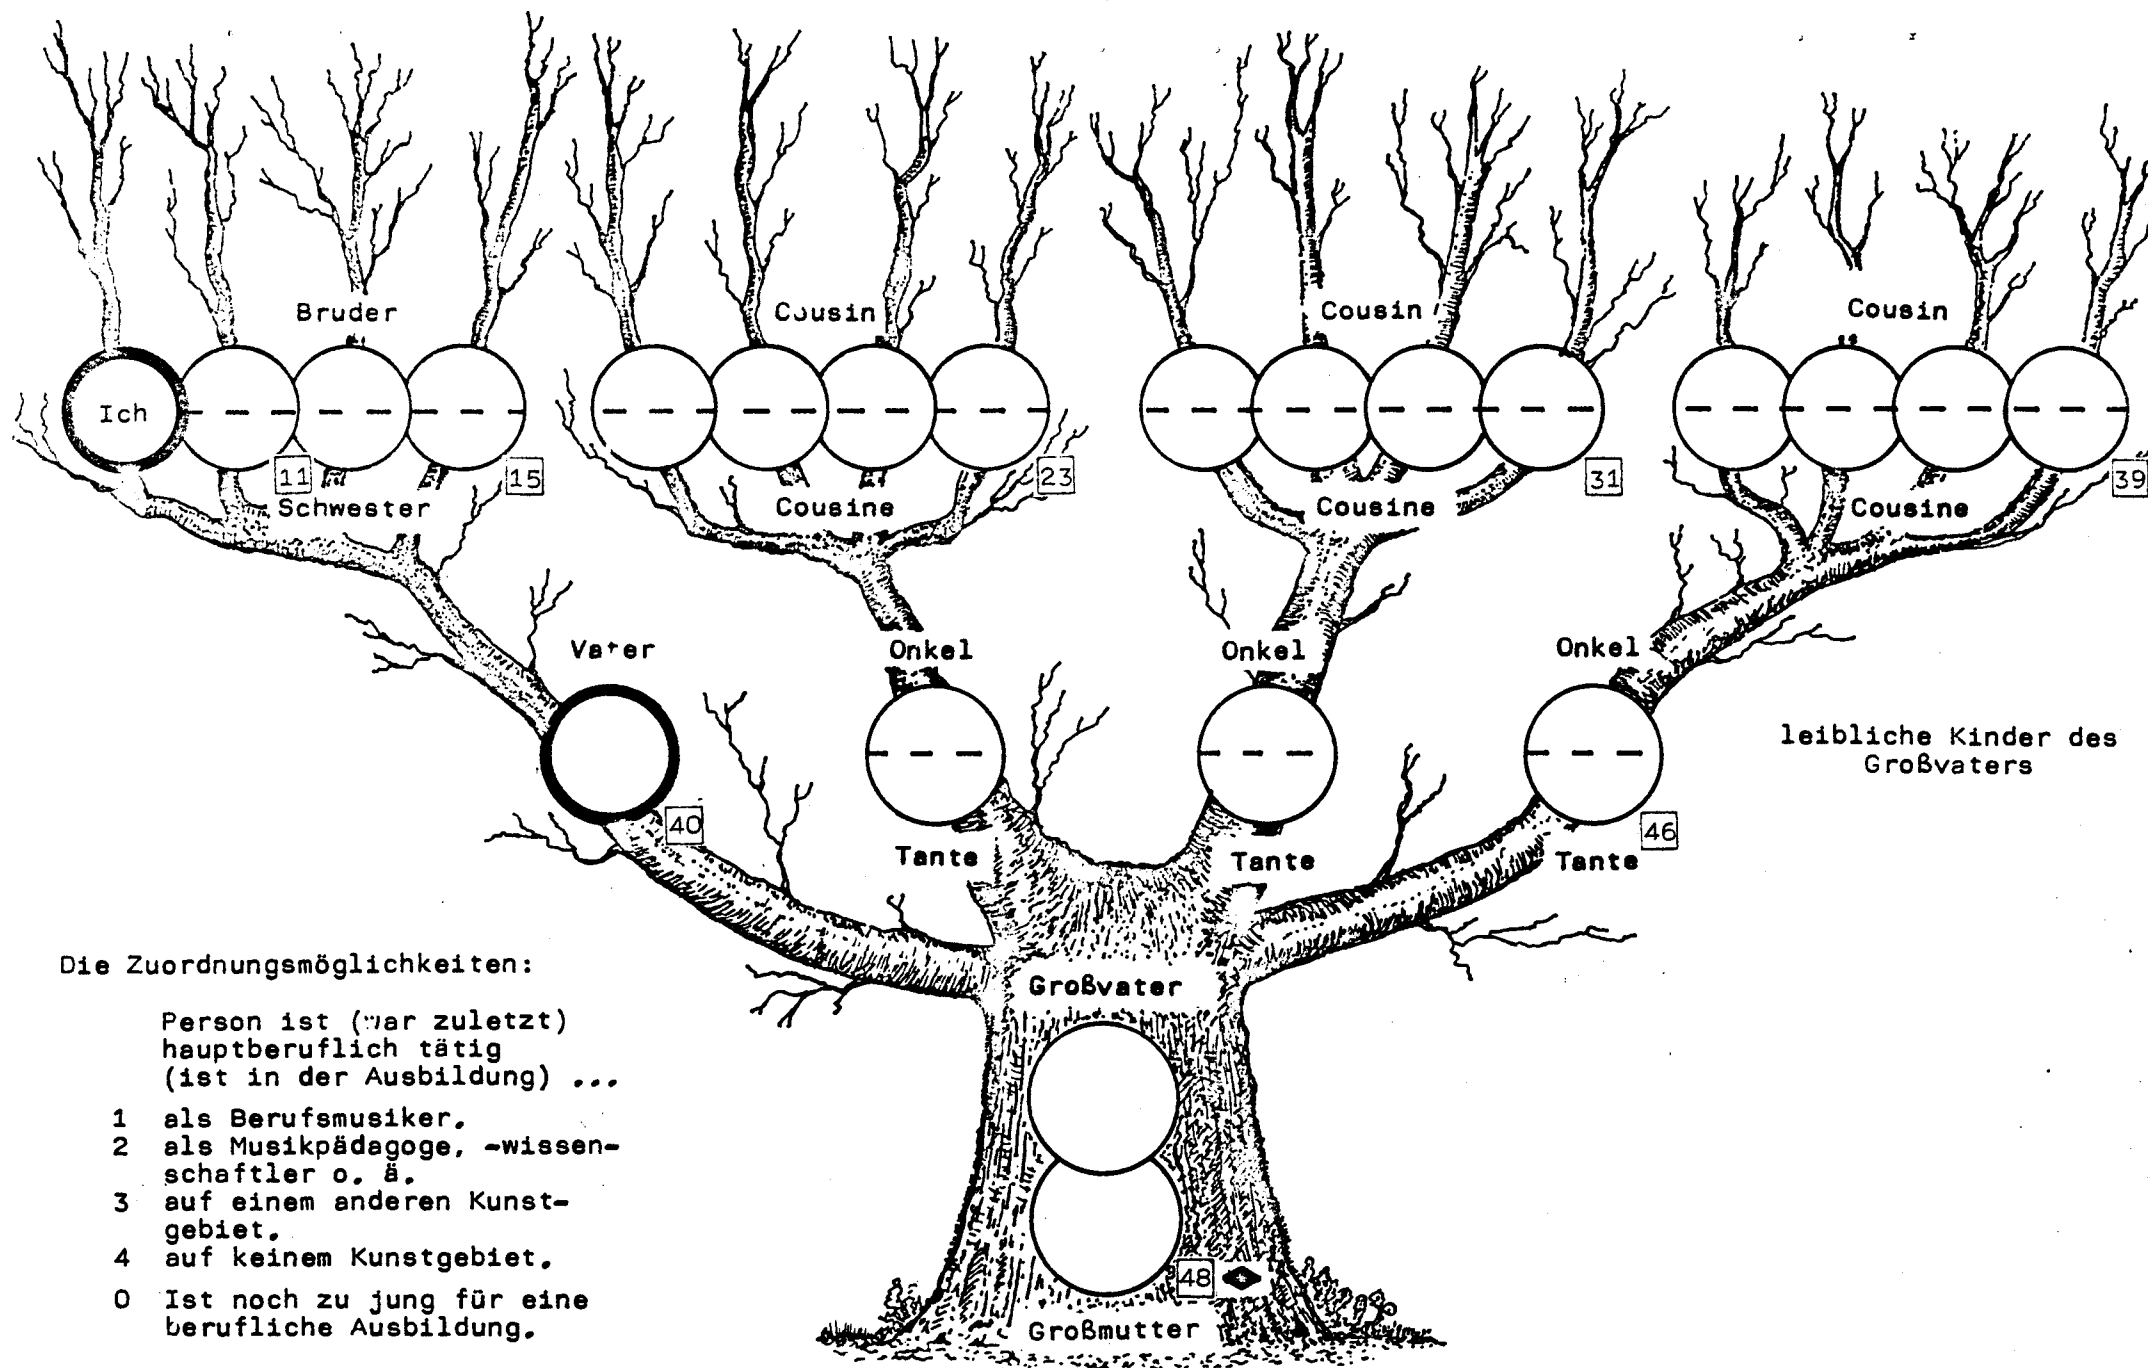 Bruder
Cousin
Cousin
Cousin
Ich
11
15
23
31
39
Schwester
Cousine
Cousine
Cousine
Vater
Onkel
Onkel
Onkel
leibliche Kinder des
Großvaters
40
46
Tante
Tante
Tante
Großvater
Die Zuordnungsmöglichkeiten:
Person ist (war zuletzt)
hauptberuflich tätig
(ist in der Ausbildung) ...
1 als Berufsmusiker.
2 als Musikpädagoge, -wissen-
schaftler o. ä.
3 auf einem anderen Kunst-
gebiet.
4 auf keinem Kunstgebiet.
0 Ist noch zu jung für eine
berufliche Ausbildung.
48
Großmutter